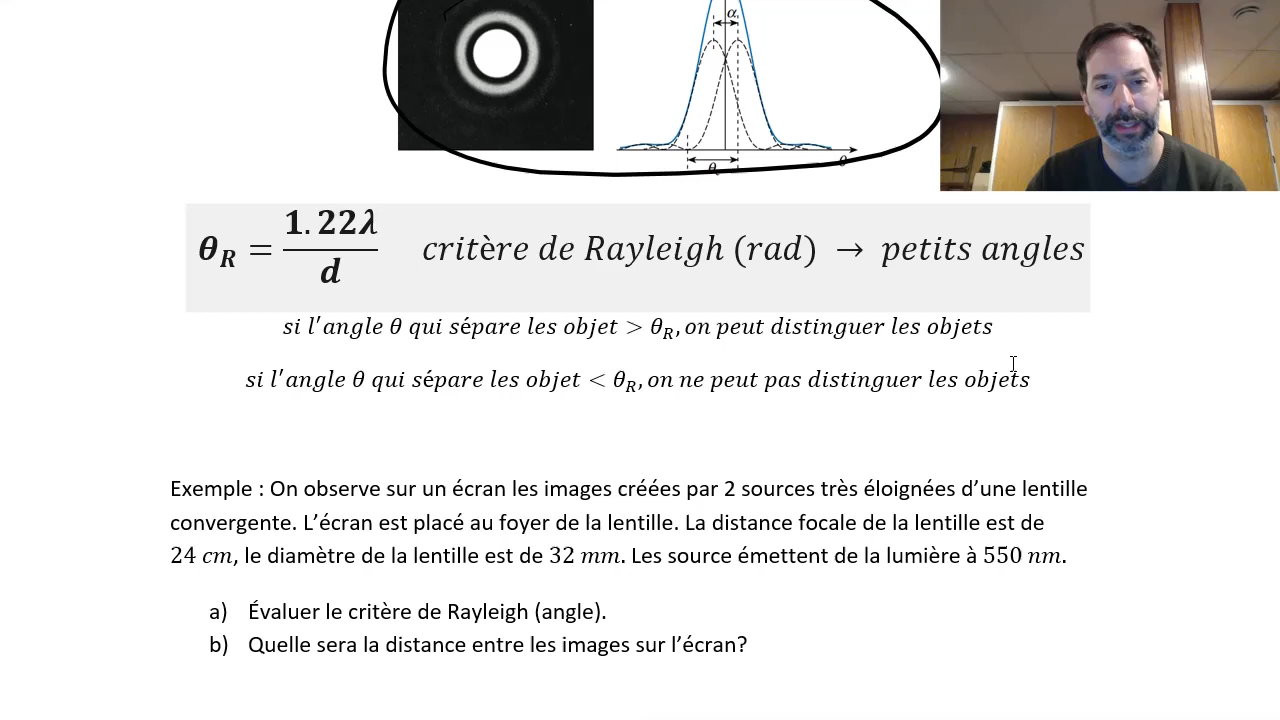 α
θ
θ
θ_R = 1.22λ / d critère de Rayleigh (rad) → petits angles
si l'angle θ qui sépare les objet > θ_R, on peut distinguer les objets
si l'angle θ qui sépare les objet < θ_R, on ne peut pas distinguer les objets
Exemple : On observe sur un écran les images créées par 2 sources très éloignées d'une lentille
convergente. L'écran est placé au foyer de la lentille. La distance focale de la lentille est de
24 cm, le diamètre de la lentille est de 32 mm. Les source émettent de la lumière à 550 nm.
a) Évaluer le critère de Rayleigh (angle).
b) Quelle sera la distance entre les images sur l'écran?